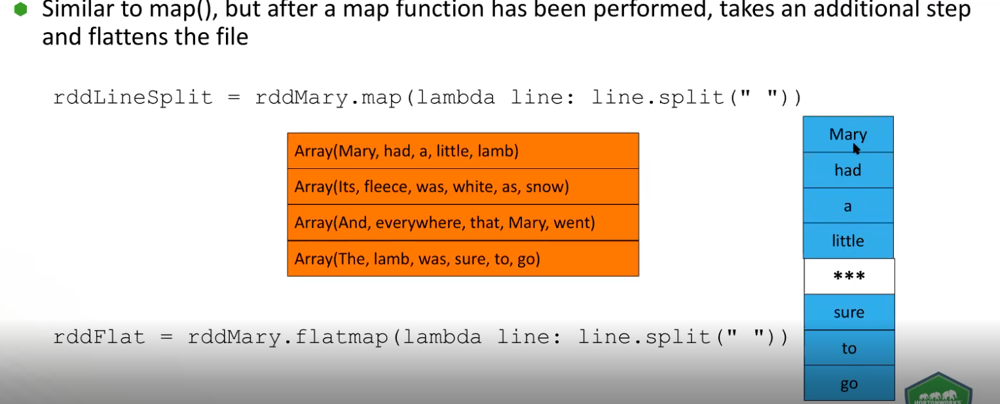 Similar to map(), but after a map function has been performed, takes an additional step
and flattens the file
rddLineSplit = rddMary.map(lambda line: line.split(" "))
Array(Mary, had, a, little, lamb)
Array(Its, fleece, was, white, as, snow)
Array(And, everywhere, that, Mary, went)
Array(The, lamb, was, sure, to, go)
Mary
had
a
little
***
sure
to
go
rddFlat = rddMary.flatmap(lambda line: line.split(" "))
HORTONWORKS